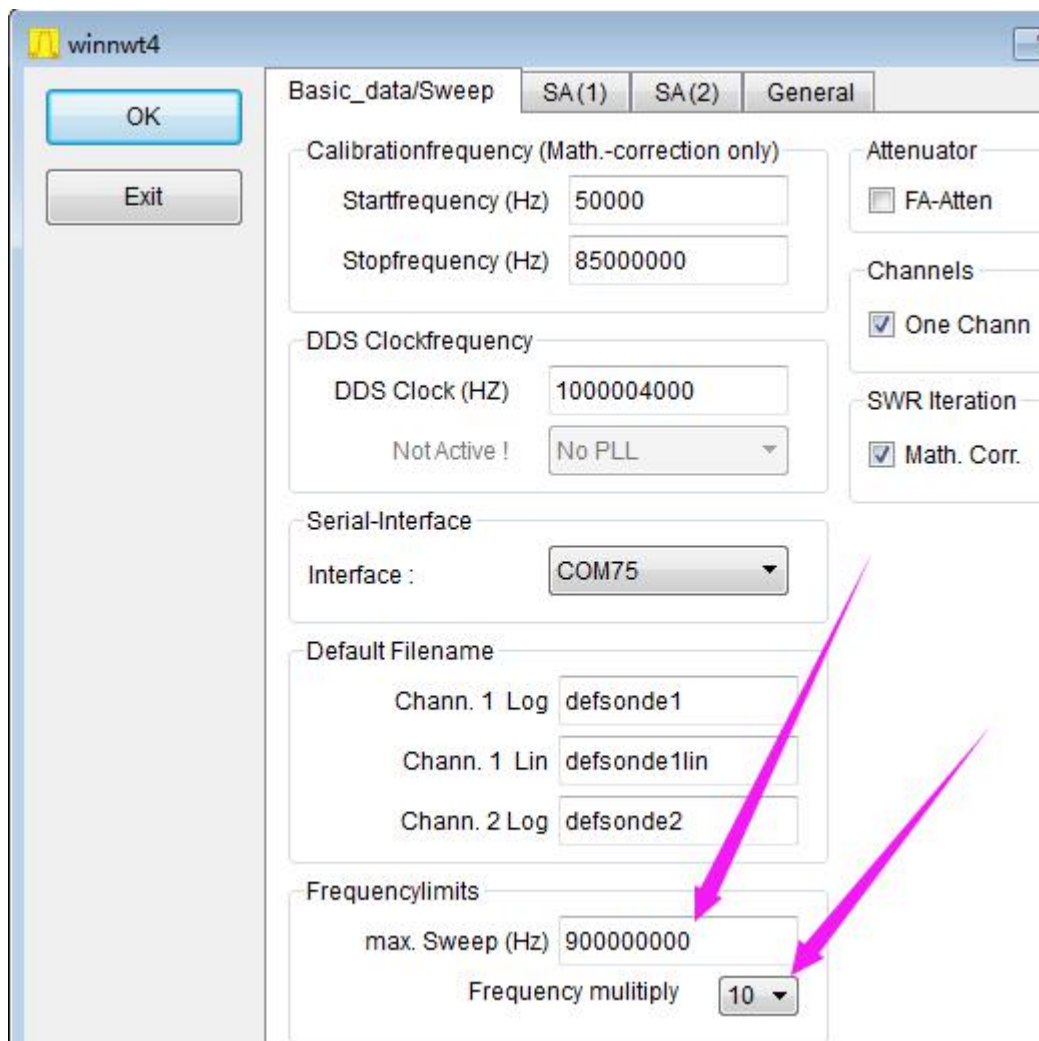 winnwt4
OK
Exit
Basic_data/Sweep
SA(1)
SA(2)
General
Calibrationfrequency (Math.-correction only)
Startfrequency (Hz) 50000
Stopfrequency (Hz) 85000000
DDS Clockfrequency
DDS Clock (HZ) 1000004000
Not Active ! No PLL
Serial-Interface
Interface : COM75
Default Filename
Chann. 1 Log defsonde1
Chann. 1 Lin defsonde1lin
Chann. 2 Log defsonde2
Frequencylimits
max. Sweep (Hz) 900000000
Frequency mulitiply 10
Attenuator
FA-Atten
Channels
One Chann
SWR Iteration
Math. Corr.